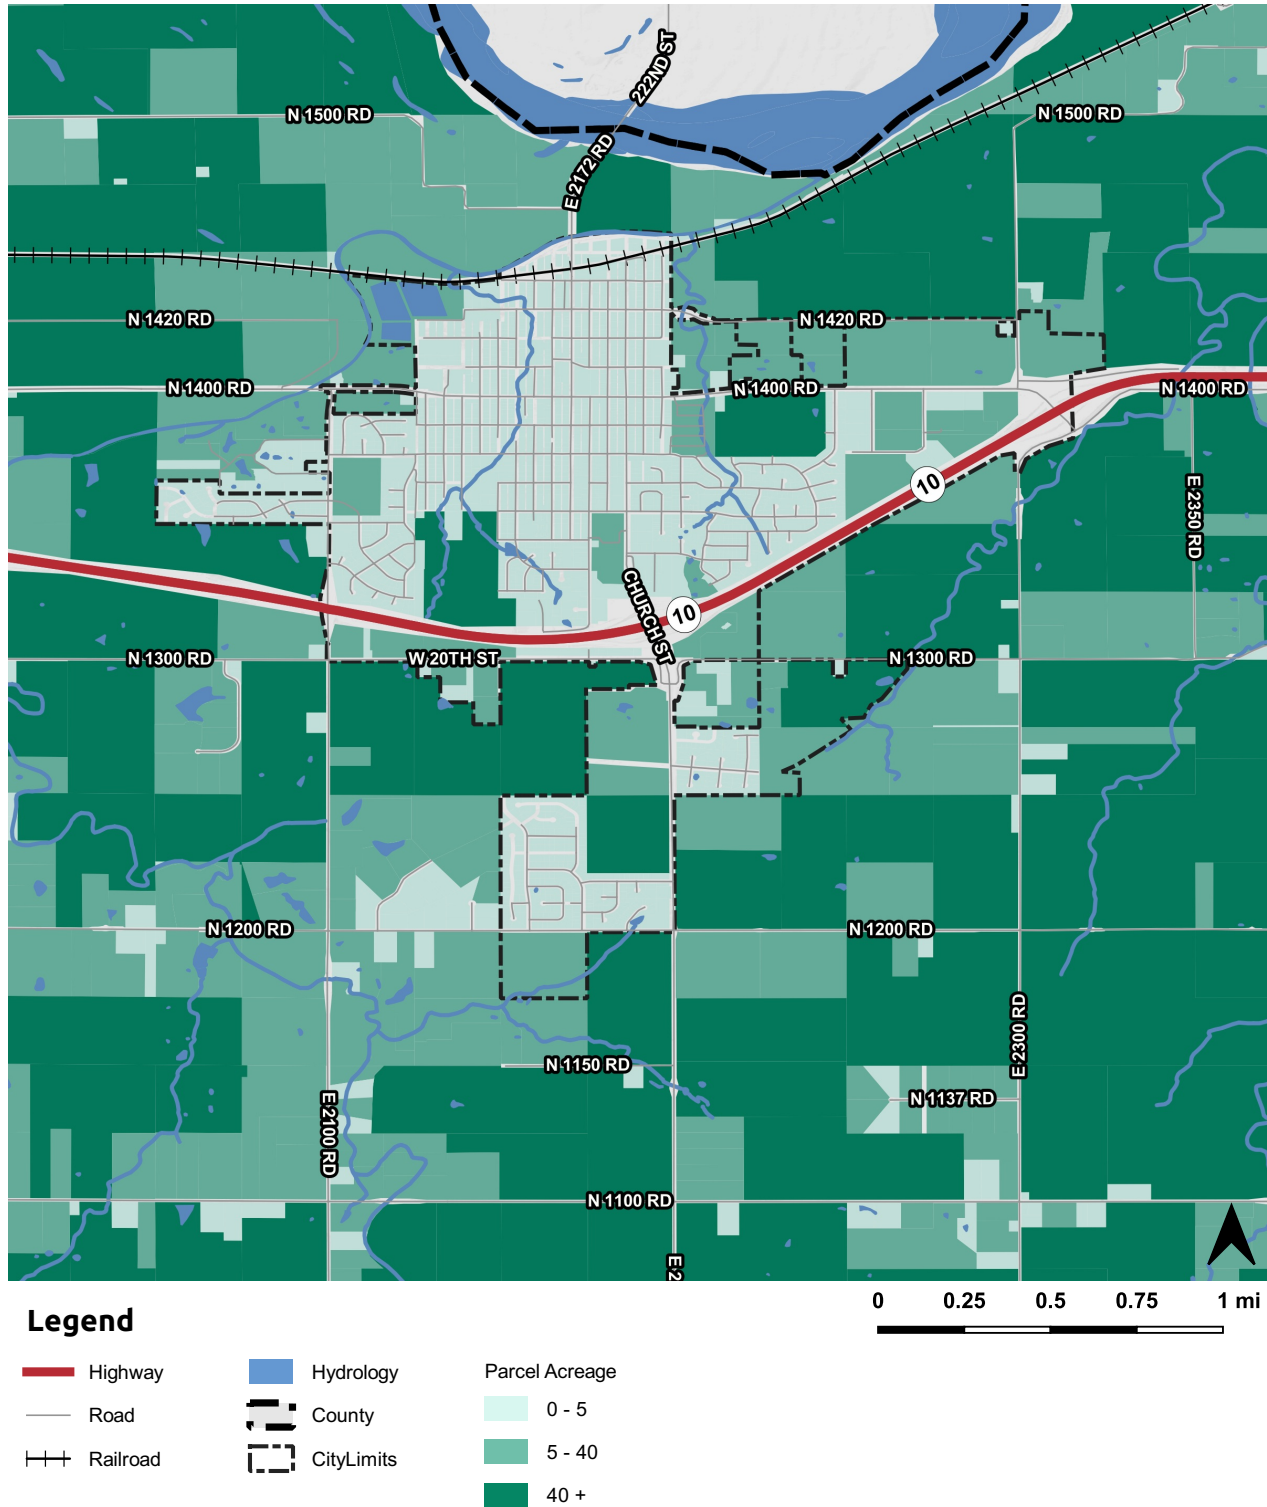 222ND ST
N 1500 RD
N 1500 RD
E 2172 RD
N 1420 RD
N 1420 RD
N 1400 RD
N 1400 RD
N 1400 RD
10
E 2350 RD
CHURCH ST
10
N 1300 RD
W 20TH ST
N 1300 RD
N 1200 RD
N 1200 RD
E 2300 RD
N 1150 RD
N 1137 RD
E 2100 RD
N 1100 RD
E 2
0 0.25 0.5 0.75 1 mi
Legend
Highway
Road
Railroad
Hydrology
County
CityLimits
Parcel Acreage
0 - 5
5 - 40
40 +